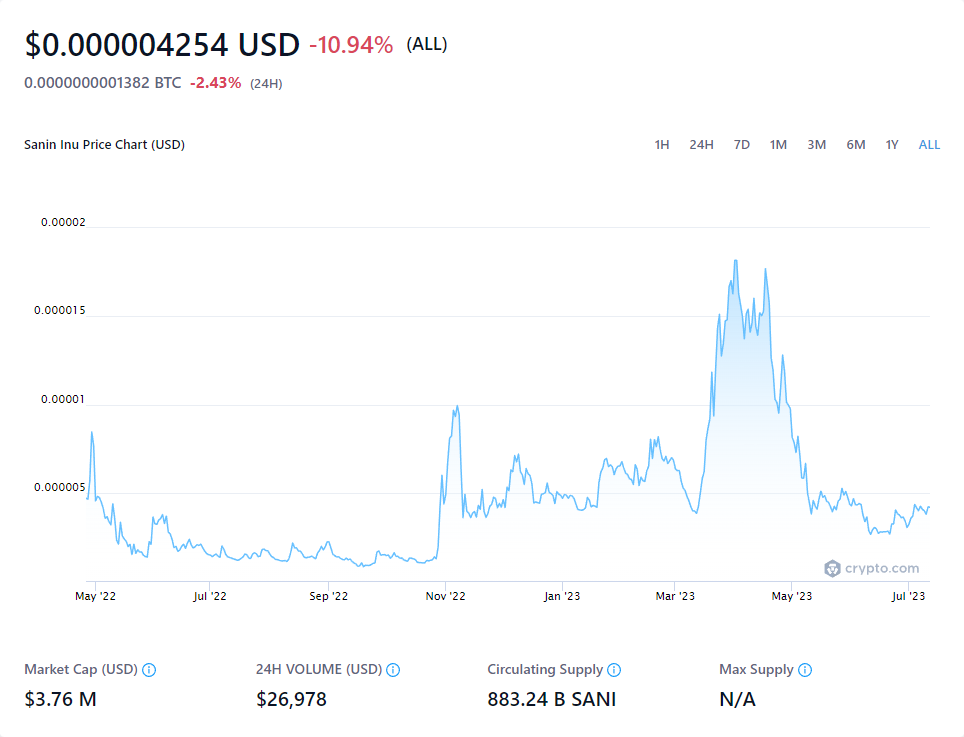 $0.000004254 USD -10.94% (ALL)
0.0000000001382 BTC -2.43% (24H)
Sanin Inu Price Chart (USD) 1H 24H 7D 1M 3M 6M 1Y ALL
0.00002
0.000015
0.00001
0.000005
crypto.com
May '22 Jul '22 Sep '22 Nov '22 Jan '23 Mar '23 May '23 Jul '23
Market Cap (USD) 24H VOLUME (USD) Circulating Supply Max Supply
$3.76 M $26,978 883.24 B SANI N/A